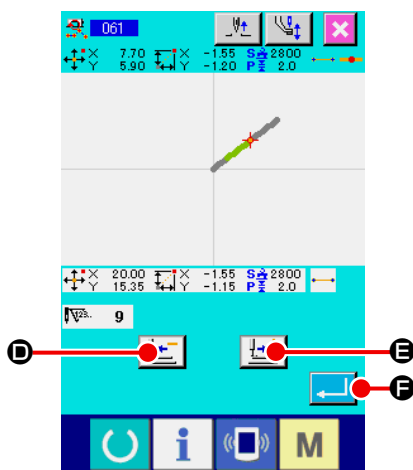 061
X 7.70 X -1.55 S 2800
Y 5.90 Y -1.20 P 2.0
X 20.00 X -1.55 S 2800
Y 15.35 Y -1.15 P 2.0
123.. 9
D E
F
i M